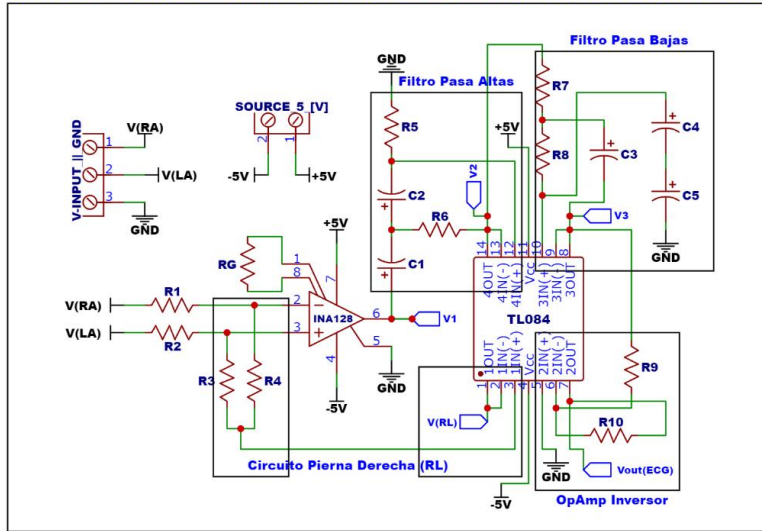 Filtro Pasa Bajas
GND
Filtro Pasa Altas
R7
SOURCE_5_[V]
R5
+5V
C4
V-INPUT_||_GND
1
V(RA)
2
V(LA)
3
GND
2
1
-5V
+5V
R8
C3
V2
C2
R6
C5
V3
+5V
C1
GND
RG
1
8
7
14
13
12
11
10
9
8
4OUT
4IN(-)
4IN(+)
Vcc
3IN(+)
3IN(-)
3OUT
V(RA)
R1
2
INA128
6
V1
TL084
V(LA)
R2
3
5
R3
R4
4
GND
1OUT
1IN(-)
1IN(+)
Vcc
2IN(+)
2IN(-)
2OUT
1
2
3
4
5
6
7
R9
-5V
V(RL)
R10
Circuito Pierna Derecha (RL)
GND
Vout(ECG)
-5V
OpAmp Inversor